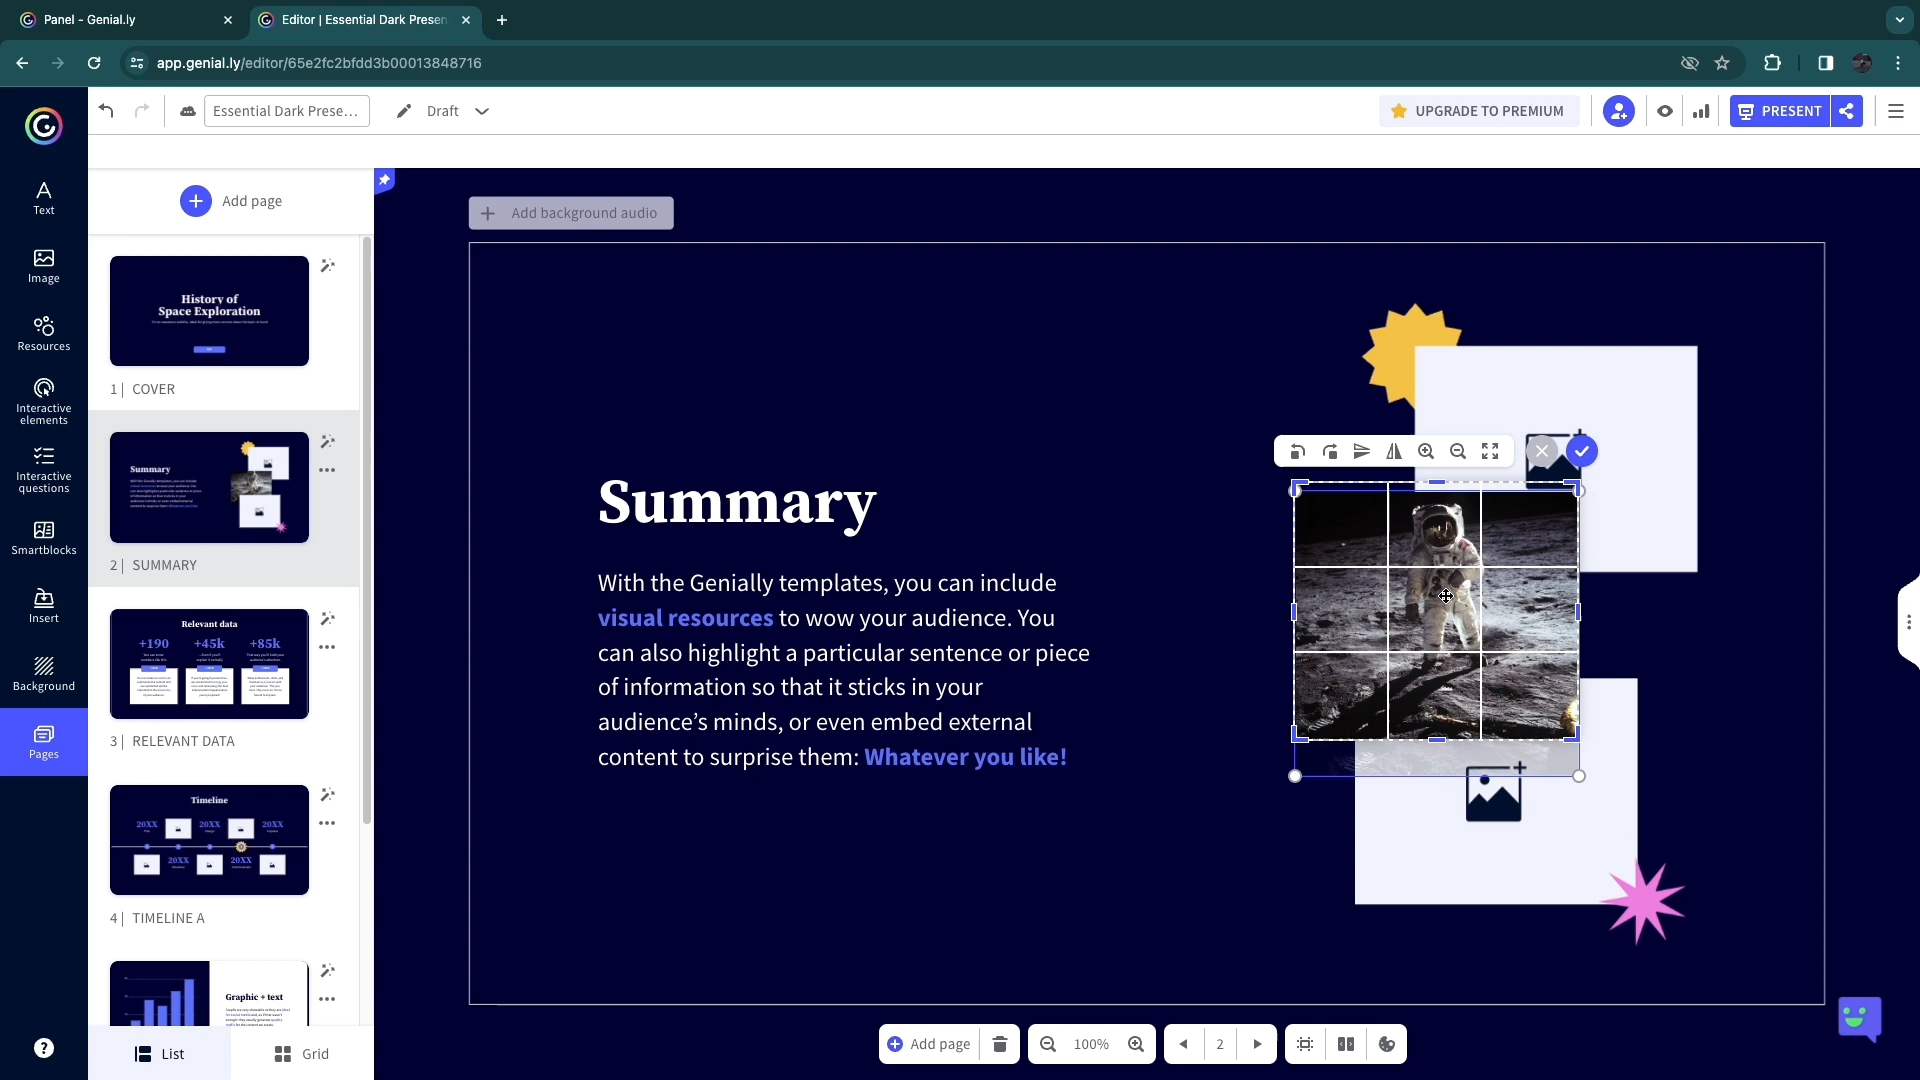 Panel - Genial.ly
Editor | Essential Dark Presen
app.genial.ly/editor/65e2fc2bfdd3b00013848716
Essential Dark Prese...
Draft
UPGRADE TO PREMIUM
PRESENT
Text
Image
Resources
Interactive
elements
Interactive
questions
Smartblocks
Insert
Background
Pages
Add page
History of
Space Exploration
1 | COVER
Summary
2 | SUMMARY
Relevant data
+190 +45k +85k
3 | RELEVANT DATA
Timeline
20XX 20XX 20XX
20XX 20XX
4 | TIMELINE A
Graphic + text
List
Grid
Add background audio
Summary
With the Genially templates, you can include
visual resources to wow your audience. You
can also highlight a particular sentence or piece
of information so that it sticks in your
audience’s minds, or even embed external
content to surprise them: Whatever you like!
Add page
100%
2